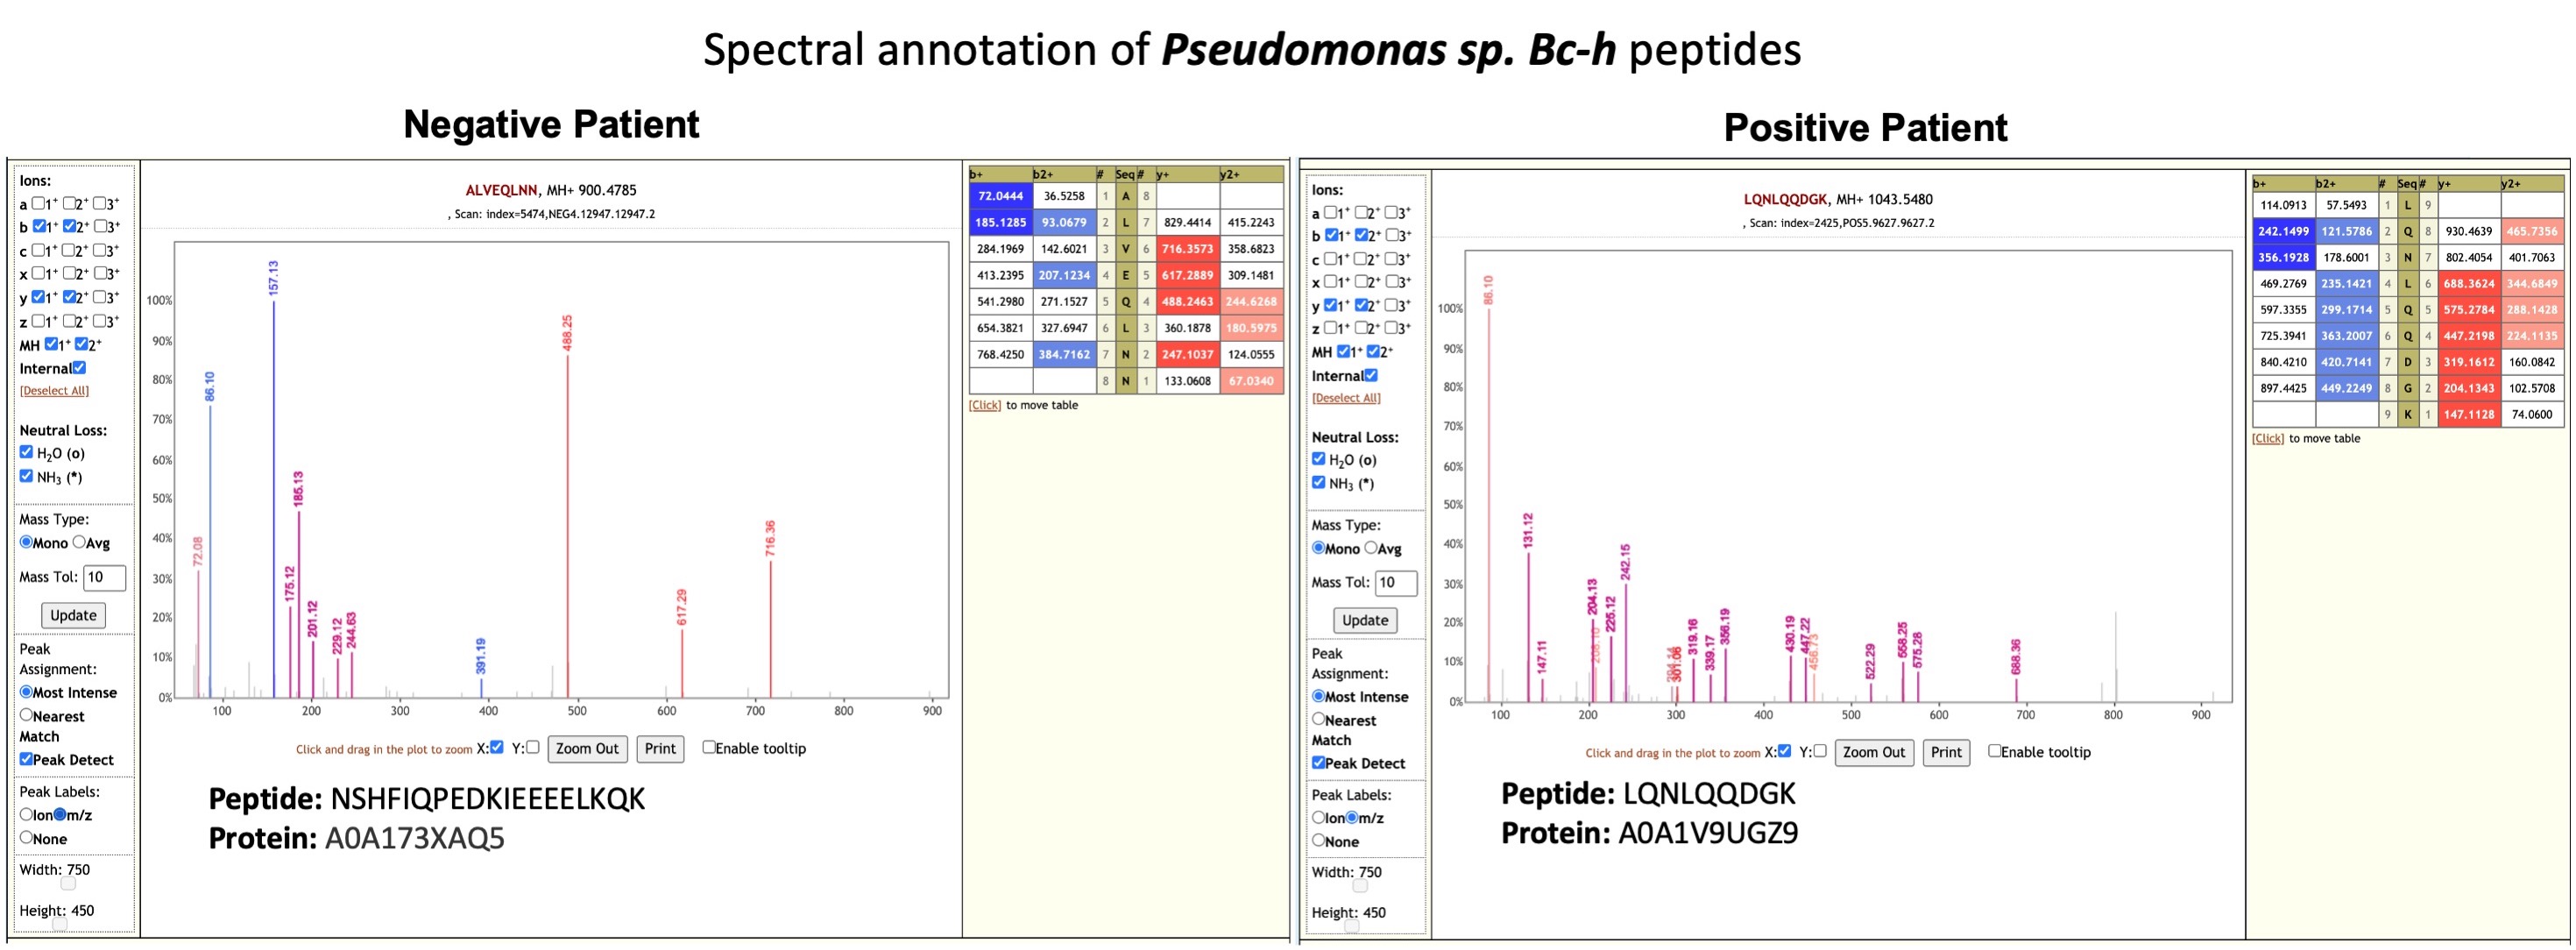 Spectral annotation of Pseudomonas sp. Bc-h peptides
Negative Patient
Ions:
a 1+ 2+ 3+
b 1+ 2+ 3+
c 1+ 2+ 3+
x 1+ 2+ 3+
y 1+ 2+ 3+
z 1+ 2+ 3+
MH 1+ 2+
Internal
[Deselect All]
Neutral Loss:
H2O (o)
NH3 (*)
Mass Type:
Mono Avg
Mass Tol: 10
Update
Peak
Assignment:
Most Intense
Nearest
Match
Peak Detect
Peak Labels:
Ion m/z
None
Width: 750
Height: 450
ALVEQLNN, MH+ 900.4785
, Scan: index=5474,NEG4.12947.12947.2
100%
90%
80%
70%
60%
50%
40%
30%
20%
10%
0%
72.08
86.10
157.13
175.12
185.13
201.12
229.12
244.63
391.19
488.25
617.29
716.36
100 200 300 400 500 600 700 800 900
Click and drag in the plot to zoom X: Y: Zoom Out Print Enable tooltip
Peptide: NSHFIQPEDKIEEEELKQK
Protein: A0A173XAQ5
b+ b2+ # Seq # y+ y2+
72.0444 36.5258 1 A 8
185.1285 93.0679 2 L 7 829.4414 415.2243
284.1969 142.6021 3 V 6 716.3573 358.6823
413.2395 207.1234 4 E 5 617.2889 309.1481
541.2980 271.1527 5 Q 4 488.2463 244.6268
654.3821 327.6947 6 L 3 360.1878 180.5975
768.4250 384.7162 7 N 2 247.1037 124.0555
8 N 1 133.0608 67.0340
[Click] to move table
Positive Patient
Ions:
a 1+ 2+ 3+
b 1+ 2+ 3+
c 1+ 2+ 3+
x 1+ 2+ 3+
y 1+ 2+ 3+
z 1+ 2+ 3+
MH 1+ 2+
Internal
[Deselect All]
Neutral Loss:
H2O (o)
NH3 (*)
Mass Type:
Mono Avg
Mass Tol: 10
Update
Peak
Assignment:
Most Intense
Nearest
Match
Peak Detect
Peak Labels:
Ion m/z
None
Width: 750
Height: 450
LQNLQQDGK, MH+ 1043.5480
, Scan: index=2425,POS5.9627.9627.2
100%
90%
80%
70%
60%
50%
40%
30%
20%
10%
0%
86.10
131.12
147.11
204.13
225.12
242.15
301.06
319.16
339.17
356.19
430.19
447.22
456.73
522.29
558.25
575.28
688.36
100 200 300 400 500 600 700 800 900
Click and drag in the plot to zoom X: Y: Zoom Out Print Enable tooltip
Peptide: LQNLQQDGK
Protein: A0A1V9UGZ9
b+ b2+ # Seq # y+ y2+
114.0913 57.5493 1 L 9
242.1499 121.5786 2 Q 8 930.4639 465.7356
356.1928 178.6001 3 N 7 802.4054 401.7063
469.2769 235.1421 4 L 6 688.3624 344.6849
597.3355 299.1714 5 Q 5 575.2784 288.1428
725.3941 363.2007 6 Q 4 447.2198 224.1135
840.4210 420.7141 7 D 3 319.1612 160.0842
897.4425 449.2249 8 G 2 204.1343 102.5708
9 K 1 147.1128 74.0600
[Click] to move table